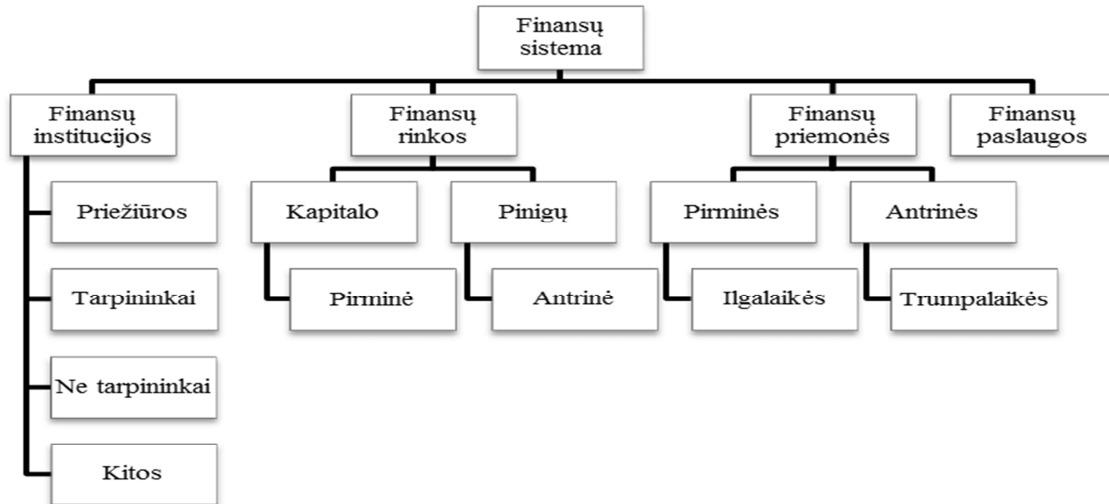 Finansų
sistema
Finansų
institucijos
Finansų
rinkos
Finansų
priemonės
Finansų
paslaugos
Priežiūros
Kapitalo
Pinigų
Pirminės
Antrinės
Tarpininkai
Pirminė
Antrinė
Ilgalaikės
Trumpalaikės
Ne tarpininkai
Kitos